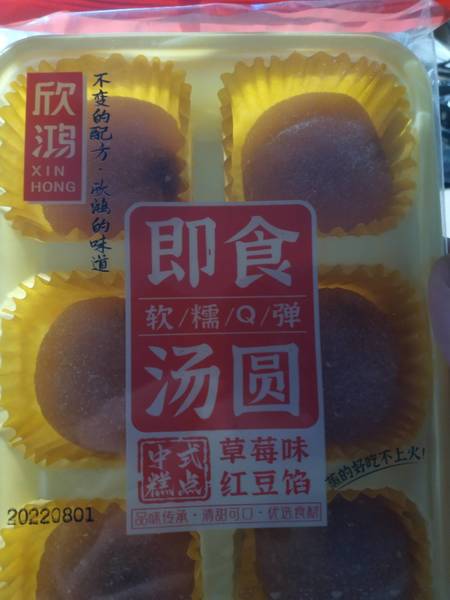 欣鸿
XIN
HONG
不变的配方·欣鸿的味道
即食
软/糯/Q/弹
汤圆
中式
糕点
草莓味
红豆馅
蒸的好吃不上火!
品味传承·清甜可口·优选食材
20220801